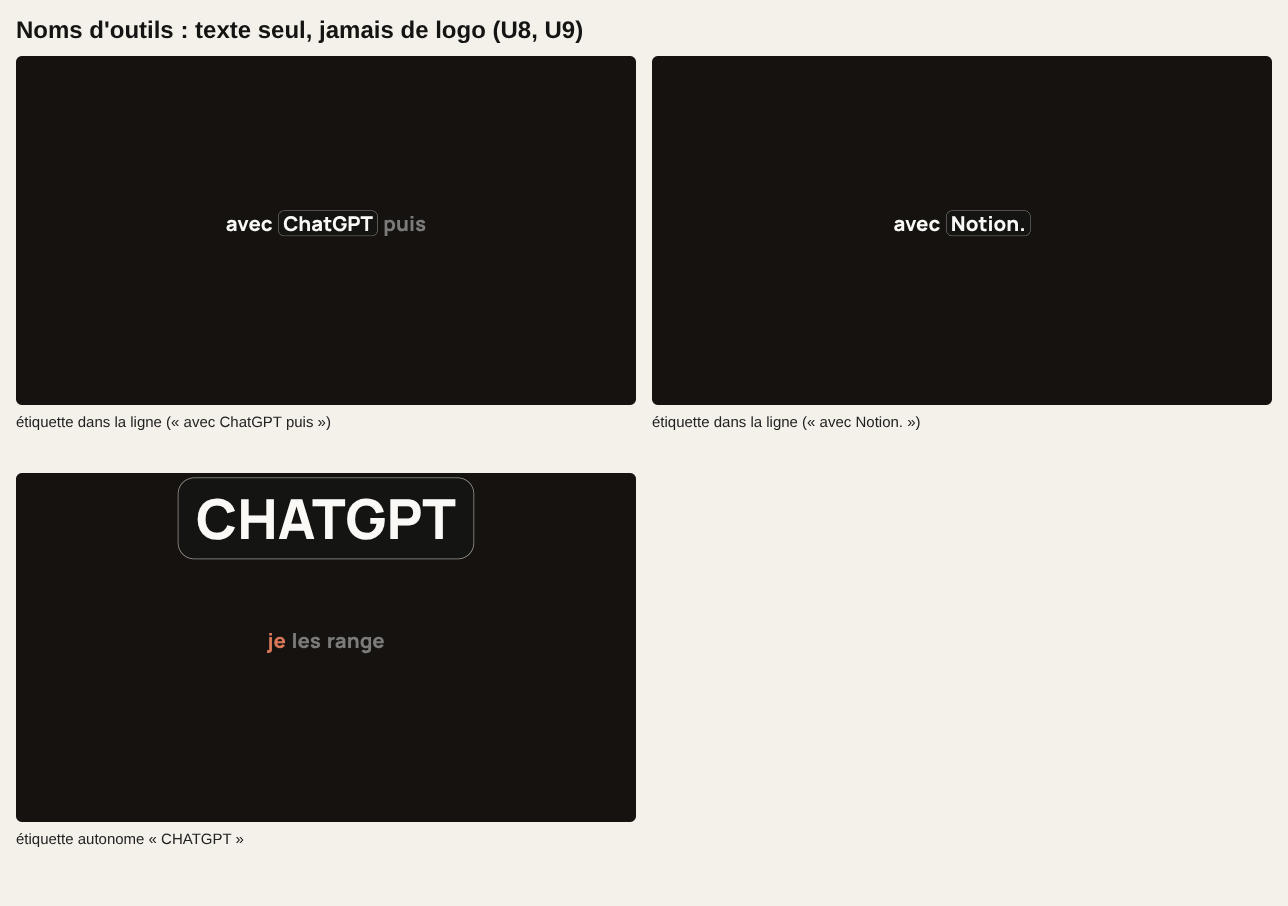 Noms d'outils : texte seul, jamais de logo (U8, U9)
avec ChatGPT puis
avec Notion.
étiquette dans la ligne (« avec ChatGPT puis »)
étiquette dans la ligne (« avec Notion. »)
CHATGPT
je les range
étiquette autonome « CHATGPT »